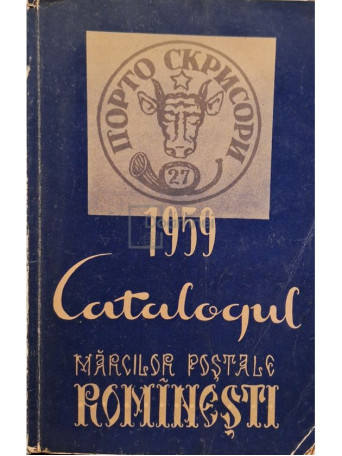 ПОРТО СКРИСОРИ
27
1959
Catalogul
MĂRCILOR POȘTALE
ROMÎNEȘTI